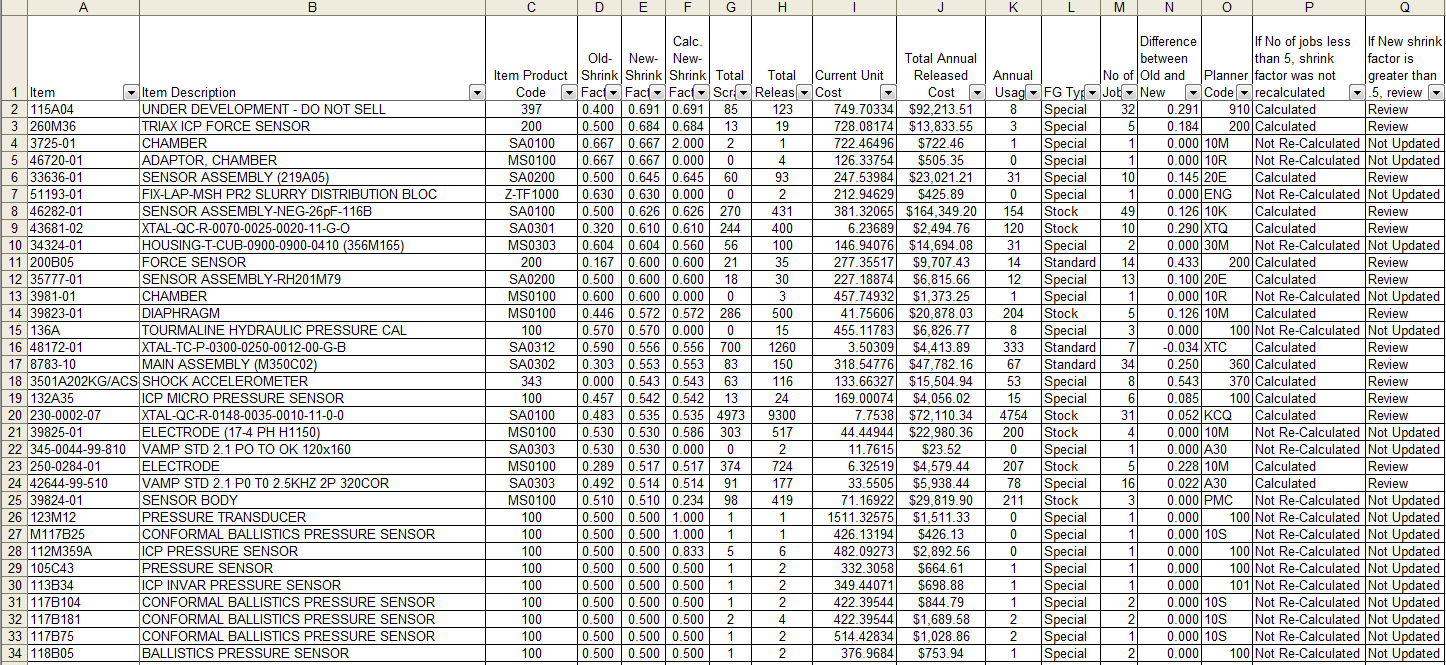 A B C D E F G H I J K L M N O P Q
1 Item Item Description Item Product Code Old- Shrink Fact New- Shrink Fact Calc. New- Shrink Fact Total Scra Total Releas Current Unit Cost Total Annual Released Cost Annual Usag FG Typ No of Job Difference between Old and New Planner Code If No of jobs less than 5, shrink factor was not recalculated If New shrink factor is greater than .5, review
2 115A04 UNDER DEVELOPMENT - DO NOT SELL 397 0.400 0.691 0.691 85 123 749.70334 $92,213.51 8 Special 32 0.291 910 Calculated Review
3 260M36 TRIAX ICP FORCE SENSOR 200 0.500 0.684 0.684 13 19 728.08174 $13,833.55 3 Special 5 0.184 200 Calculated Review
4 3725-01 CHAMBER SA0100 0.667 0.667 2.000 2 1 722.46496 $722.46 1 Special 1 0.000 10M Not Re-Calculated Not Updated
5 46720-01 ADAPTOR, CHAMBER MS0100 0.667 0.667 0.000 0 4 126.33754 $505.35 0 Special 1 0.000 10R Not Re-Calculated Not Updated
6 33636-01 SENSOR ASSEMBLY (219A05) SA0200 0.500 0.645 0.645 60 93 247.53984 $23,021.21 31 Special 10 0.145 20E Calculated Review
7 51193-01 FIX-LAP-MSH PR2 SLURRY DISTRIBUTION BLOC Z-TF1000 0.630 0.630 0.000 0 2 212.94629 $425.89 0 Special 1 0.000 ENG Not Re-Calculated Not Updated
8 46282-01 SENSOR ASSEMBLY-NEG-26pF-116B SA0100 0.500 0.626 0.626 270 431 381.32065 $164,349.20 154 Stock 49 0.126 10K Calculated Review
9 43681-02 XTAL-QC-R-0070-0025-0020-11-G-O SA0301 0.320 0.610 0.610 244 400 6.23689 $2,494.76 120 Stock 10 0.290 XTQ Calculated Review
10 34324-01 HOUSING-T-CUB-0900-0900-0410 (356M165) MS0303 0.604 0.604 0.560 56 100 146.94076 $14,694.08 31 Special 2 0.000 30M Not Re-Calculated Not Updated
11 200B05 FORCE SENSOR 200 0.167 0.600 0.600 21 35 277.35517 $9,707.43 14 Standard 14 0.433 200 Calculated Review
12 35777-01 SENSOR ASSEMBLY-RH201M79 SA0200 0.500 0.600 0.600 18 30 227.18874 $6,815.66 12 Special 13 0.100 20E Calculated Review
13 3981-01 CHAMBER MS0100 0.600 0.600 0.000 0 3 457.74932 $1,373.25 1 Special 1 0.000 10R Not Re-Calculated Not Updated
14 39823-01 DIAPHRAGM MS0100 0.446 0.572 0.572 286 500 41.75606 $20,878.03 204 Stock 5 0.126 10M Calculated Review
15 136A TOURMALINE HYDRAULIC PRESSURE CAL 100 0.570 0.570 0.000 0 15 455.11783 $6,826.77 8 Special 3 0.000 100 Not Re-Calculated Not Updated
16 48172-01 XTAL-TC-P-0300-0250-0012-00-G-B SA0312 0.590 0.556 0.556 700 1260 3.50309 $4,413.89 333 Standard 7 -0.034 XTC Calculated Review
17 8783-10 MAIN ASSEMBLY (M350C02) SA0302 0.303 0.553 0.553 83 150 318.54776 $47,782.16 67 Standard 34 0.250 360 Calculated Review
18 3501A202KG/ACS SHOCK ACCELEROMETER 343 0.000 0.543 0.543 63 116 133.66327 $15,504.94 53 Special 8 0.543 370 Calculated Review
19 132A35 ICP MICRO PRESSURE SENSOR 100 0.457 0.542 0.542 13 24 169.00074 $4,056.02 15 Special 6 0.085 100 Calculated Review
20 230-0002-07 XTAL-QC-R-0148-0035-0010-11-0-0 SA0100 0.483 0.535 0.535 4973 9300 7.7538 $72,110.34 4754 Stock 31 0.052 KCQ Calculated Review
21 39825-01 ELECTRODE (17-4 PH H1150) MS0100 0.530 0.530 0.586 303 517 44.44944 $22,980.36 200 Stock 4 0.000 10M Not Re-Calculated Not Updated
22 345-0044-99-810 VAMP STD 2.1 PO TO OK 120x160 SA0303 0.530 0.530 0.000 0 2 11.7615 $23.52 0 Special 1 0.000 A30 Not Re-Calculated Not Updated
23 250-0284-01 ELECTRODE MS0100 0.289 0.517 0.517 374 724 6.32519 $4,579.44 207 Stock 5 0.228 10M Calculated Review
24 42644-99-510 VAMP STD 2.1 P0 T0 2.5KHZ 2P 320COR SA0303 0.492 0.514 0.514 91 177 33.5505 $5,938.44 78 Special 16 0.022 A30 Calculated Review
25 39824-01 SENSOR BODY MS0100 0.510 0.510 0.234 98 419 71.16922 $29,819.90 211 Stock 3 0.000 PMC Not Re-Calculated Not Updated
26 123M12 PRESSURE TRANSDUCER 100 0.500 0.500 1.000 1 1 1511.32575 $1,511.33 0 Special 1 0.000 100 Not Re-Calculated Not Updated
27 M117B25 CONFORMAL BALLISTICS PRESSURE SENSOR 100 0.500 0.500 1.000 1 1 426.13194 $426.13 0 Special 1 0.000 10S Not Re-Calculated Not Updated
28 112M359A ICP PRESSURE SENSOR 100 0.500 0.500 0.833 5 6 482.09273 $2,892.56 0 Special 1 0.000 100 Not Re-Calculated Not Updated
29 105C43 PRESSURE SENSOR 100 0.500 0.500 0.500 1 2 332.3058 $664.61 1 Special 1 0.000 100 Not Re-Calculated Not Updated
30 113B34 ICP INVAR PRESSURE SENSOR 100 0.500 0.500 0.500 1 2 349.44071 $698.88 1 Special 1 0.000 101 Not Re-Calculated Not Updated
31 117B104 CONFORMAL BALLISTICS PRESSURE SENSOR 100 0.500 0.500 0.500 1 2 422.39544 $844.79 1 Special 2 0.000 10S Not Re-Calculated Not Updated
32 117B181 CONFORMAL BALLISTICS PRESSURE SENSOR 100 0.500 0.500 0.500 2 4 422.39544 $1,689.58 2 Special 2 0.000 10S Not Re-Calculated Not Updated
33 117B75 CONFORMAL BALLISTICS PRESSURE SENSOR 100 0.500 0.500 0.500 1 2 514.42834 $1,028.86 2 Special 1 0.000 10S Not Re-Calculated Not Updated
34 118B05 BALLISTICS PRESSURE SENSOR 100 0.500 0.500 0.500 1 2 376.9684 $753.94 1 Special 2 0.000 100 Not Re-Calculated Not Updated